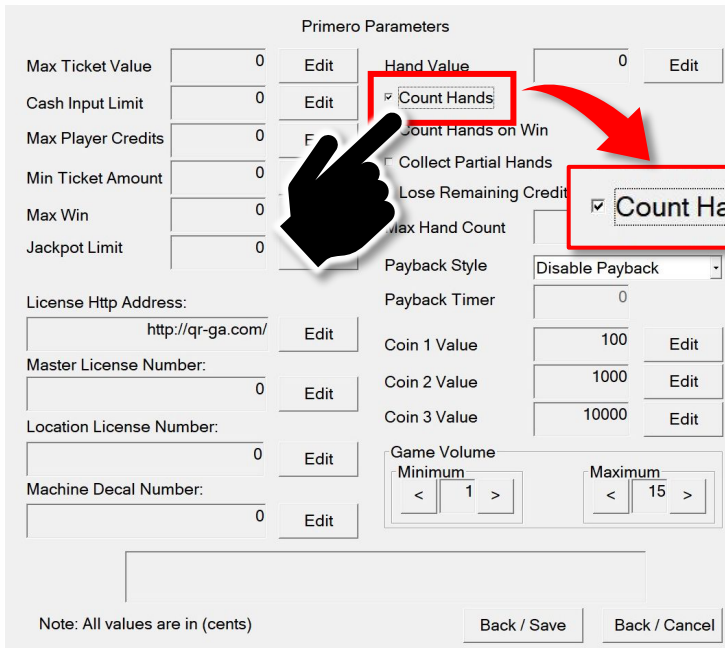 Primero Parameters
Max Ticket Value 0 Edit
Cash Input Limit 0 Edit
Max Player Credits 0
Min Ticket Amount 0
Max Win 0
Jackpot Limit 0
License Http Address:
http://qr-ga.com/ Edit
Master License Number:
0 Edit
Location License Number:
0 Edit
Machine Decal Number:
0 Edit
Hand Value 0 Edit
Count Hands
Count Hands on Win
Collect Partial Hands
Lose Remaining Credit
Count Ha
Max Hand Count
Payback Style Disable Payback
Payback Timer 0
Coin 1 Value 100 Edit
Coin 2 Value 1000 Edit
Coin 3 Value 10000 Edit
Game Volume
Minimum Maximum
< 1 > < 15 >
Note: All values are in (cents) Back / Save Back / Cancel